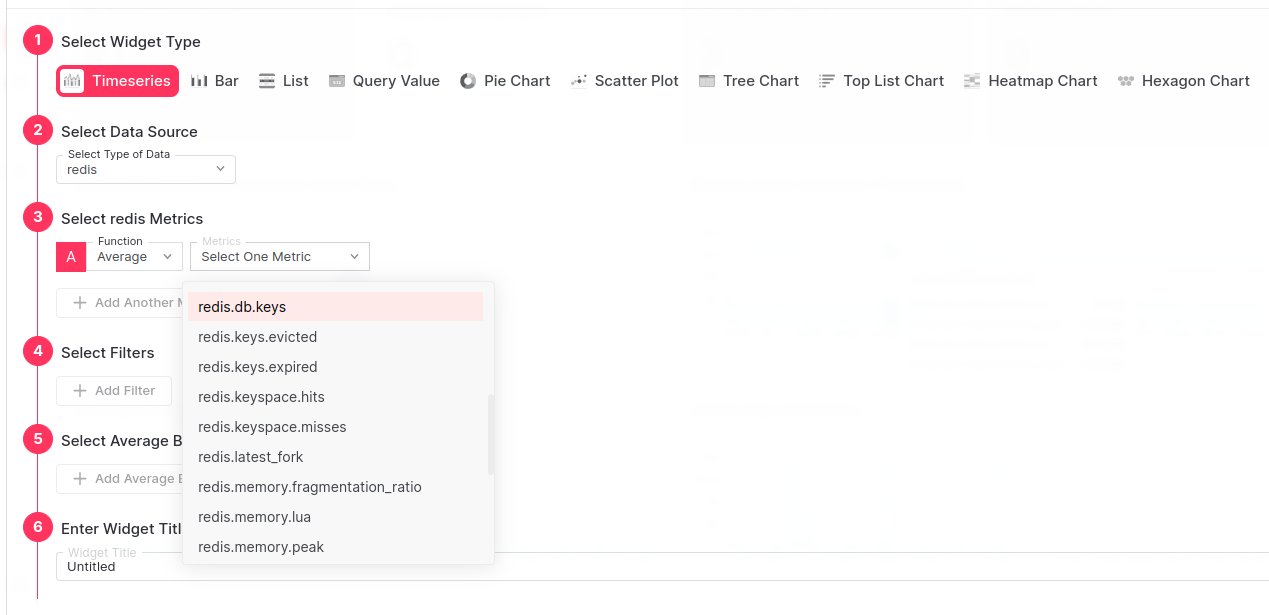 1 Select Widget Type
Timeseries Bar List Query Value Pie Chart Scatter Plot Tree Chart Top List Chart Heatmap Chart Hexagon Chart
2 Select Data Source
Select Type of Data
redis
3 Select redis Metrics
Function Metrics
A Average Select One Metric
Add Another M
redis.db.keys
redis.keys.evicted
redis.keys.expired
redis.keyspace.hits
redis.keyspace.misses
redis.latest_fork
redis.memory.fragmentation_ratio
redis.memory.lua
redis.memory.peak
4 Select Filters
Add Filter
5 Select Average B
Add Average B
6 Enter Widget Titl
Widget Title
Untitled